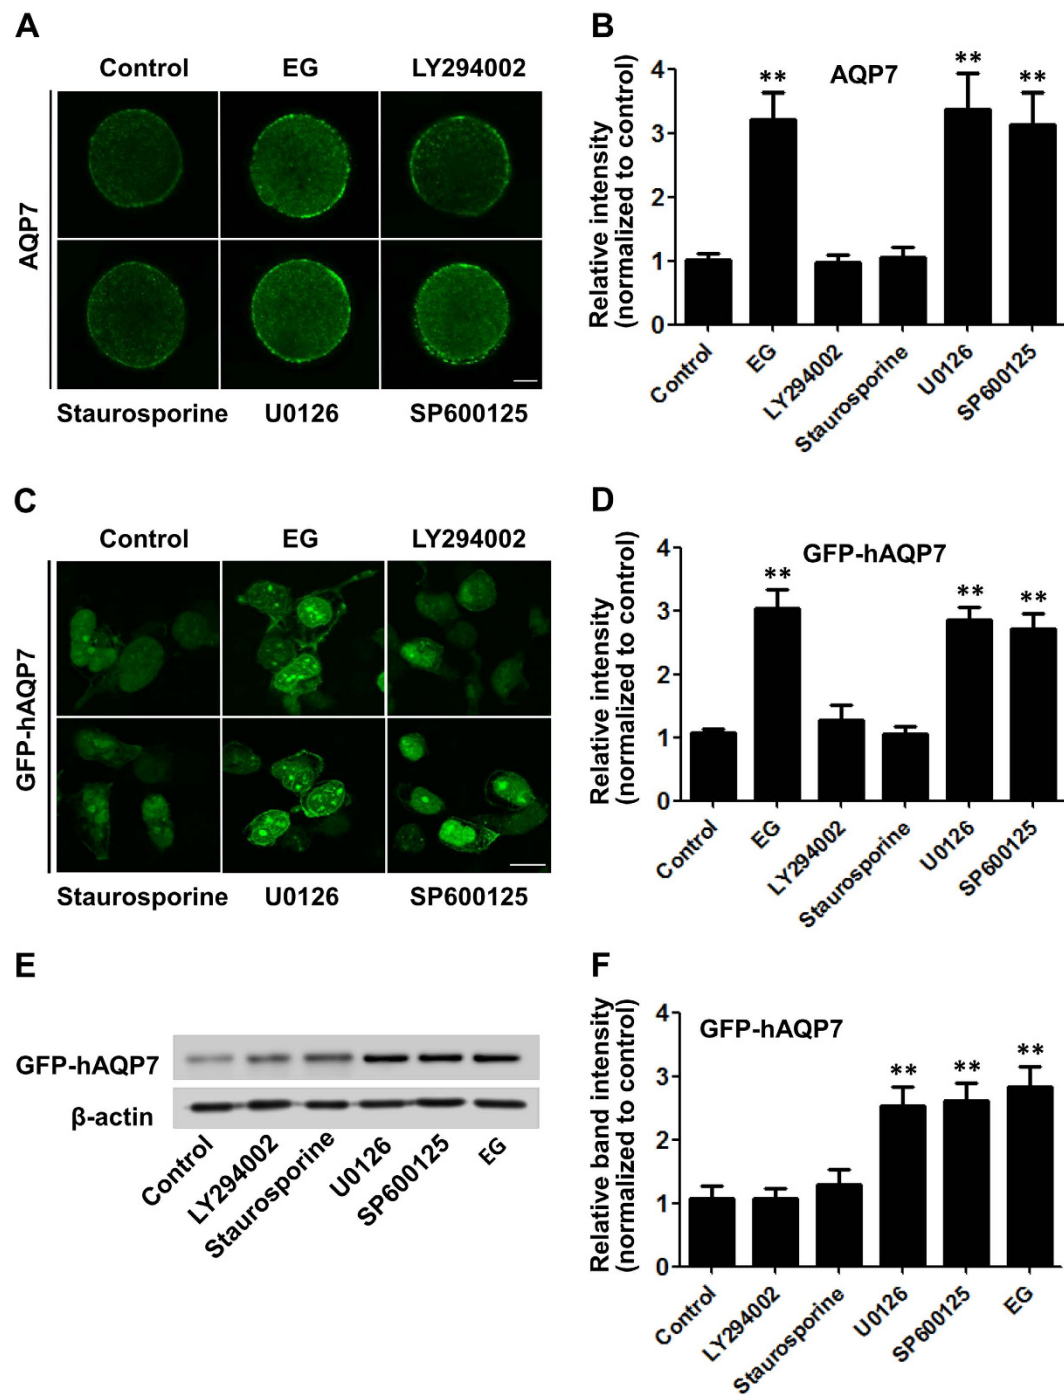 A
Control EG LY294002
AQP7
Staurosporine U0126 SP600125
B
AQP7
Relative intensity
(normalized to control)
4
3
2
1
0
** ** **
Control EG LY294002 Staurosporine U0126 SP600125
C
Control EG LY294002
GFP-hAQP7
Staurosporine U0126 SP600125
D
GFP-hAQP7
Relative intensity
(normalized to control)
4
3
2
1
0
** ** **
Control EG LY294002 Staurosporine U0126 SP600125
E
GFP-hAQP7
β-actin
Control LY294002 Staurosporine U0126 SP600125 EG
F
GFP-hAQP7
Relative band intensity
(normalized to control)
4
3
2
1
0
** ** **
Control LY294002 Staurosporine U0126 SP600125 EG